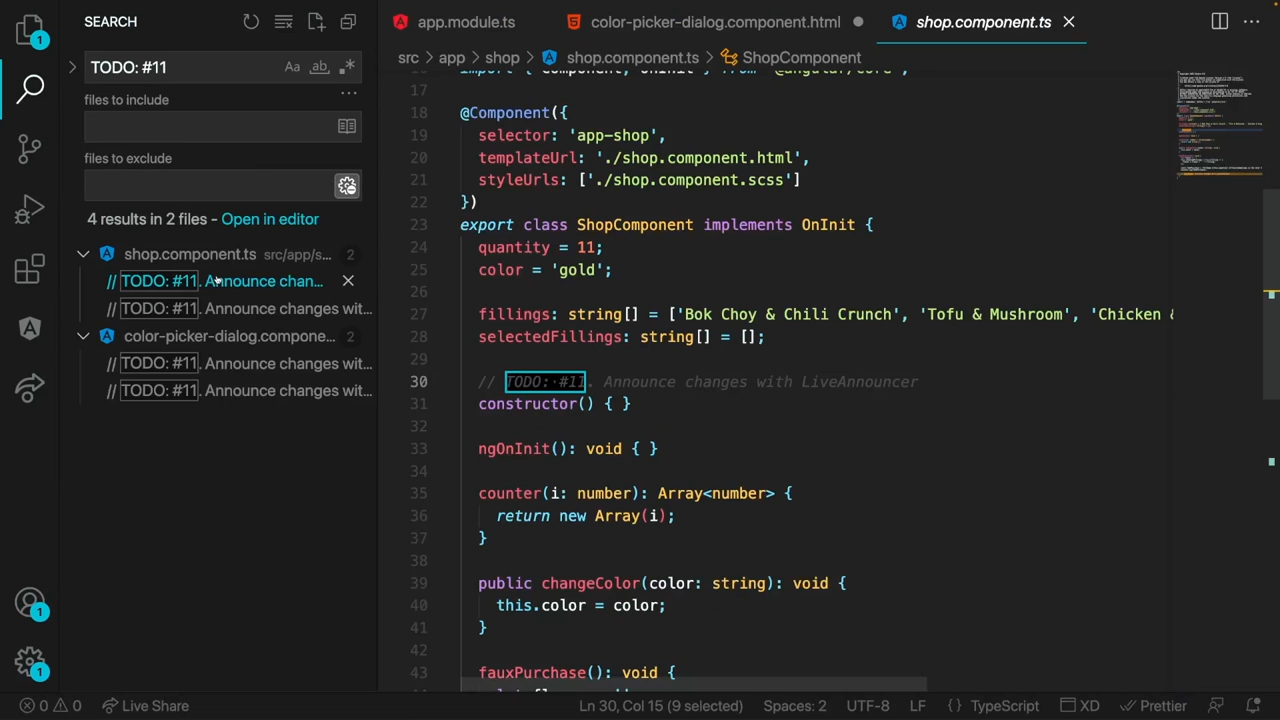 SEARCH
TODO: #11
Aa ab .*
files to include
files to exclude
4 results in 2 files - Open in editor
shop.component.ts src/app/s... 2
// TODO: #11. Announce chan...
// TODO: #11. Announce changes wit...
color-picker-dialog.compone... 2
// TODO: #11. Announce changes wit...
// TODO: #11. Announce changes wit...
1
1
1
app.module.ts
color-picker-dialog.component.html
shop.component.ts
src > app > shop > shop.component.ts > ShopComponent
17
18 @Component({
19 selector: 'app-shop',
20 templateUrl: './shop.component.html',
21 styleUrls: ['./shop.component.scss']
22 })
23 export class ShopComponent implements OnInit {
24 quantity = 11;
25 color = 'gold';
26
27 fillings: string[] = ['Bok Choy & Chili Crunch', 'Tofu & Mushroom', 'Chicken &
28 selectedFillings: string[] = [];
29
30 // TODO: #11. Announce changes with LiveAnnouncer
31 constructor() { }
32
33 ngOnInit(): void { }
34
35 counter(i: number): Array<number> {
36 return new Array(i);
37 }
38
39 public changeColor(color: string): void {
40 this.color = color;
41 }
42
43 fauxPurchase(): void {
0 0 Live Share
Ln 30, Col 15 (9 selected) Spaces: 2 UTF-8 LF {} TypeScript XD Prettier